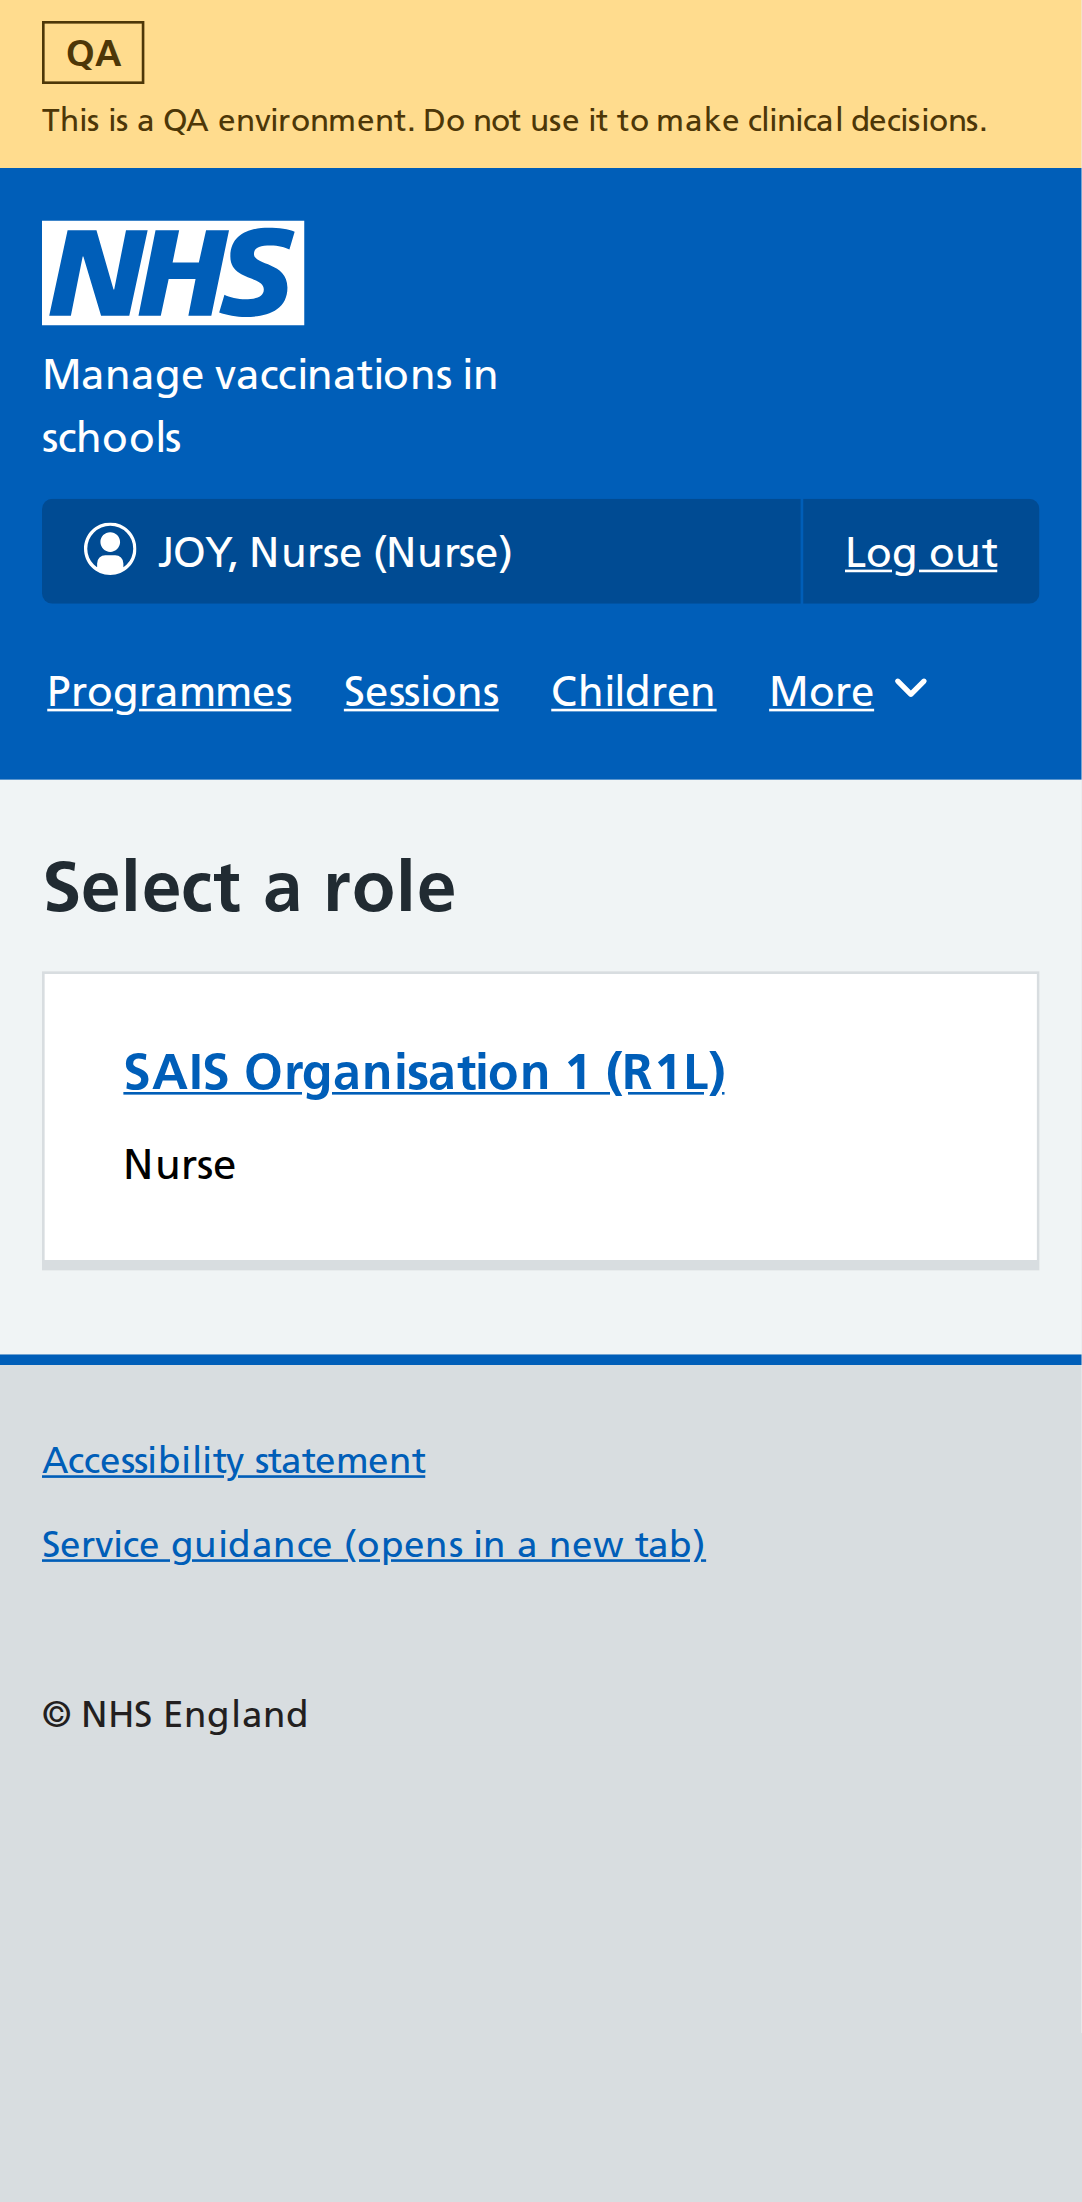 QA
This is a QA environment. Do not use it to make clinical decisions.
NHS
Manage vaccinations in
schools
JOY, Nurse (Nurse)
Log out
Programmes Sessions Children More
Select a role
SAIS Organisation 1 (R1L)
Nurse
Accessibility statement
Service guidance (opens in a new tab)
© NHS England